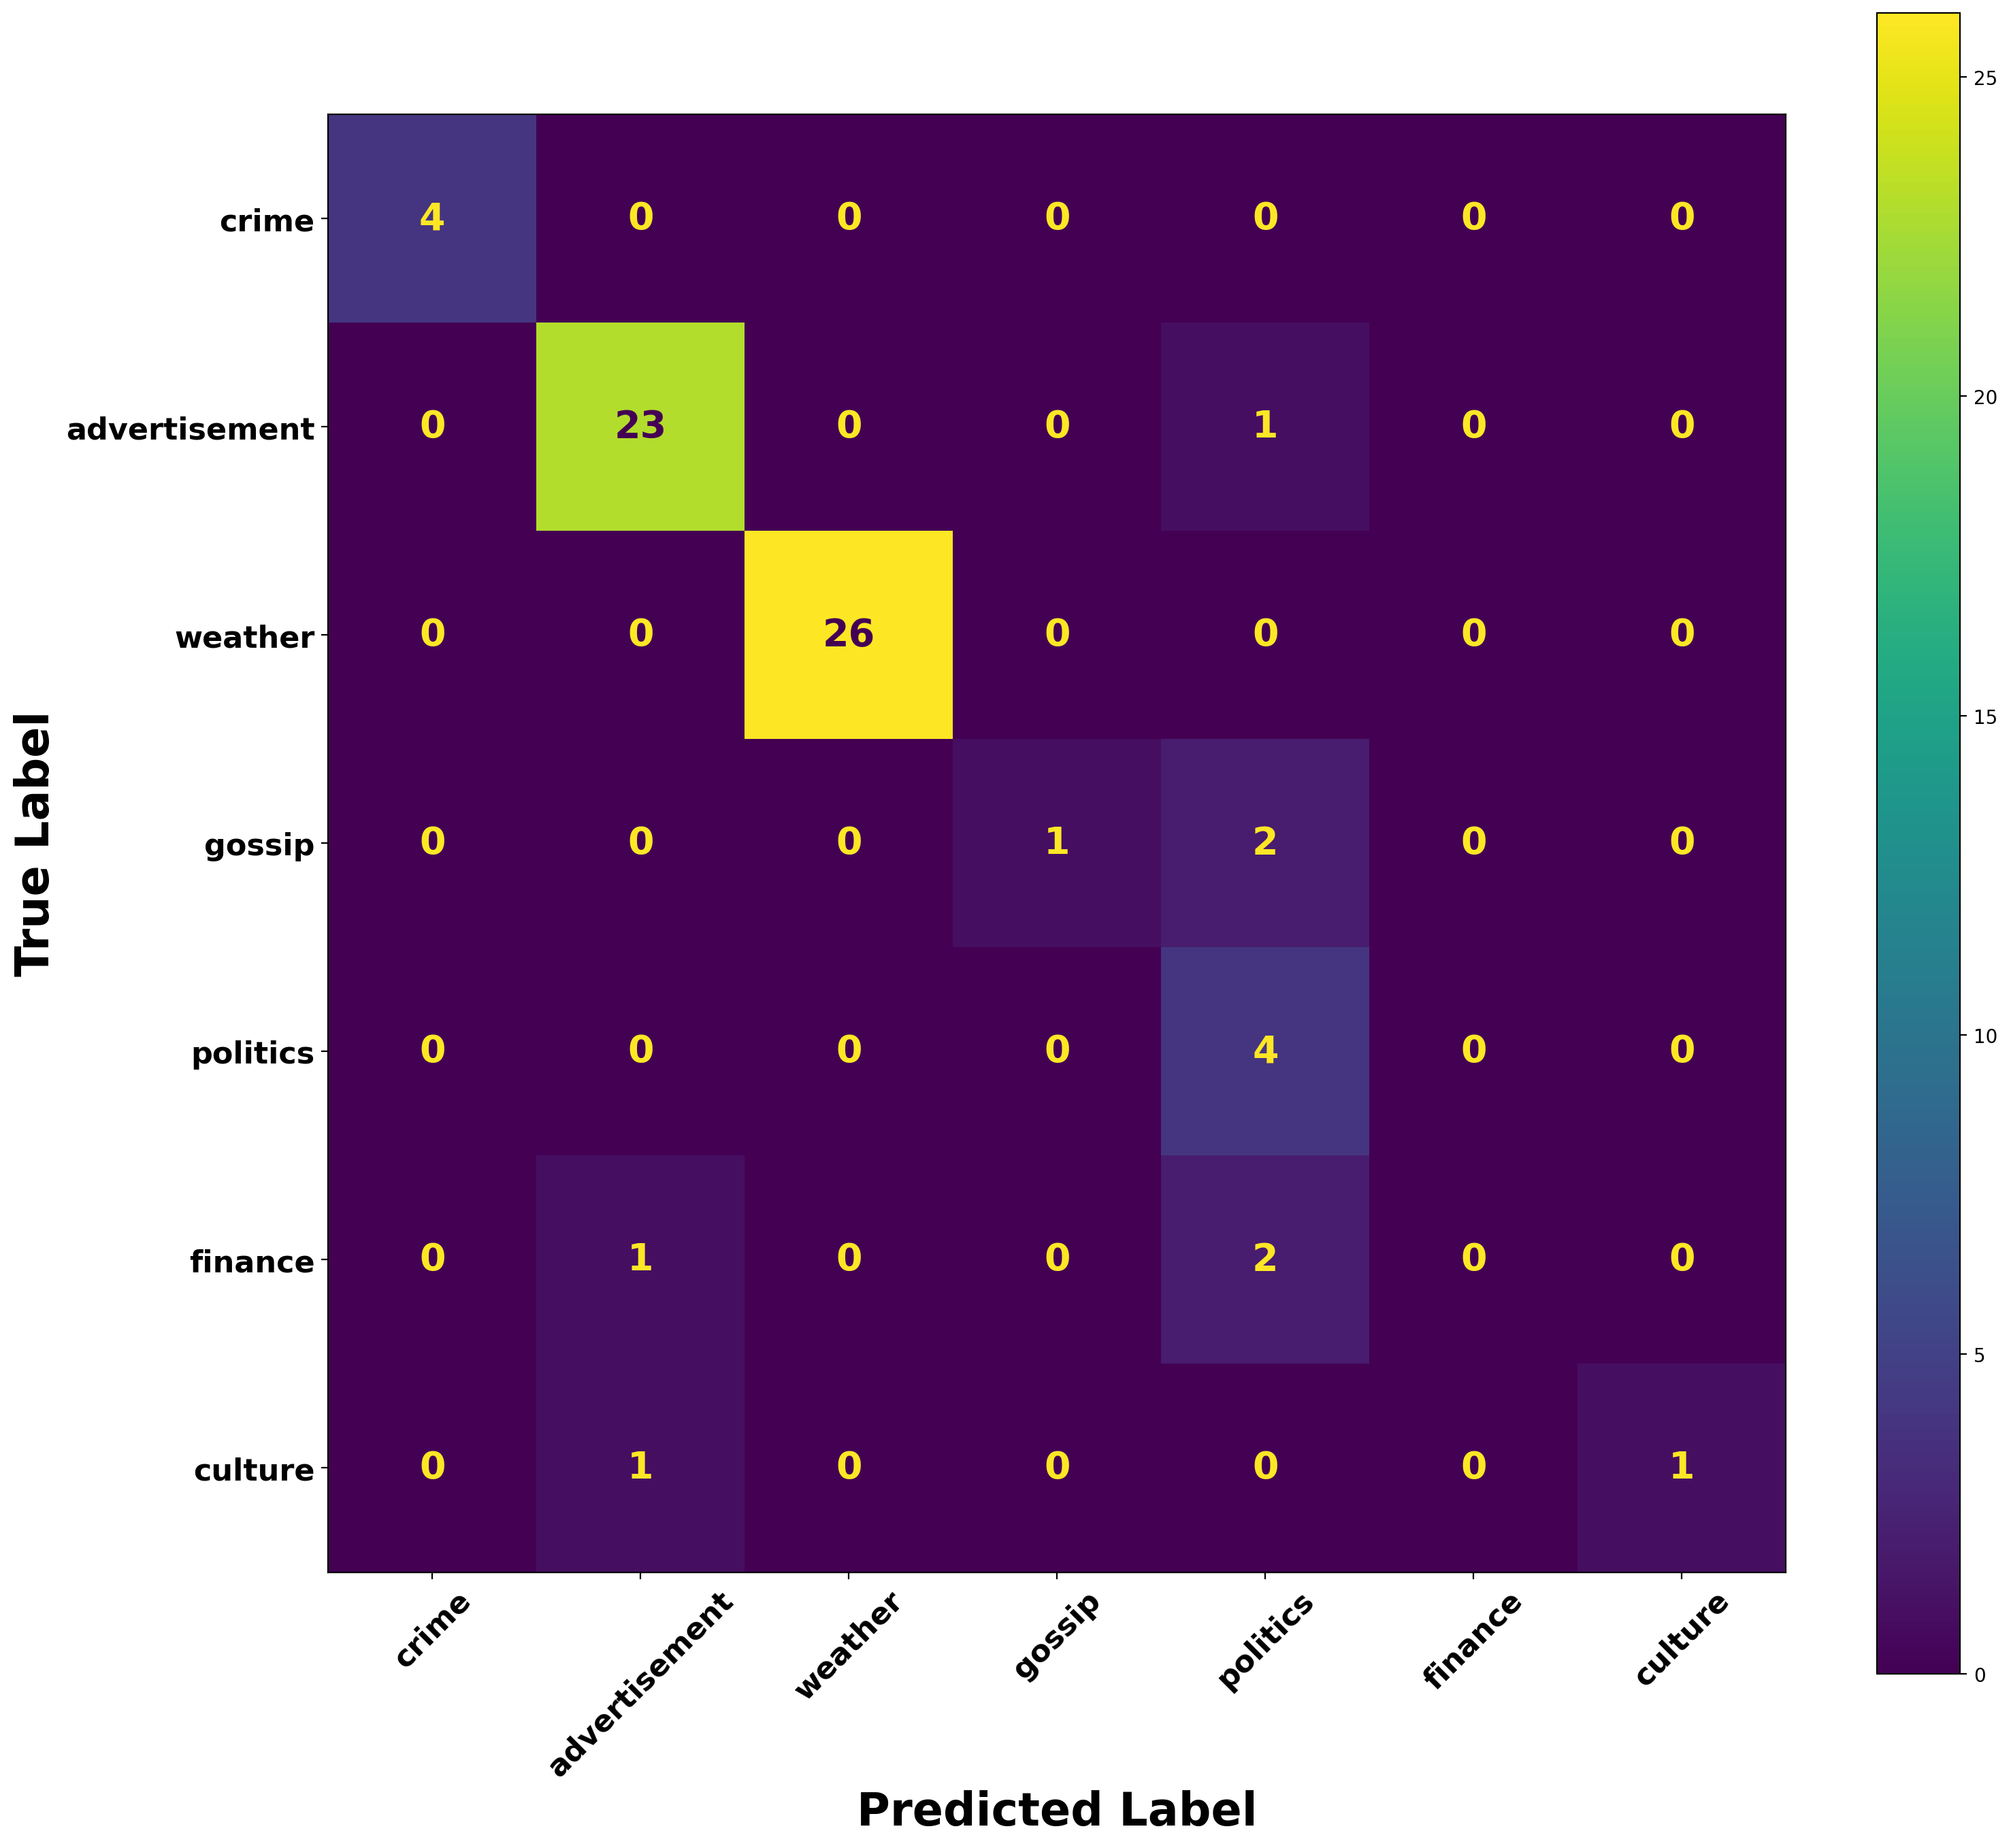 25
crime 4 0 0 0 0 0 0
20
advertisement 0 23 0 0 1 0 0
weather 0 0 26 0 0 0 0
15
True Label
gossip 0 0 0 1 2 0 0
10
politics 0 0 0 0 4 0 0
finance 0 1 0 0 2 0 0
5
culture 0 1 0 0 0 0 1
0
crime advertisement weather gossip politics finance culture
Predicted Label